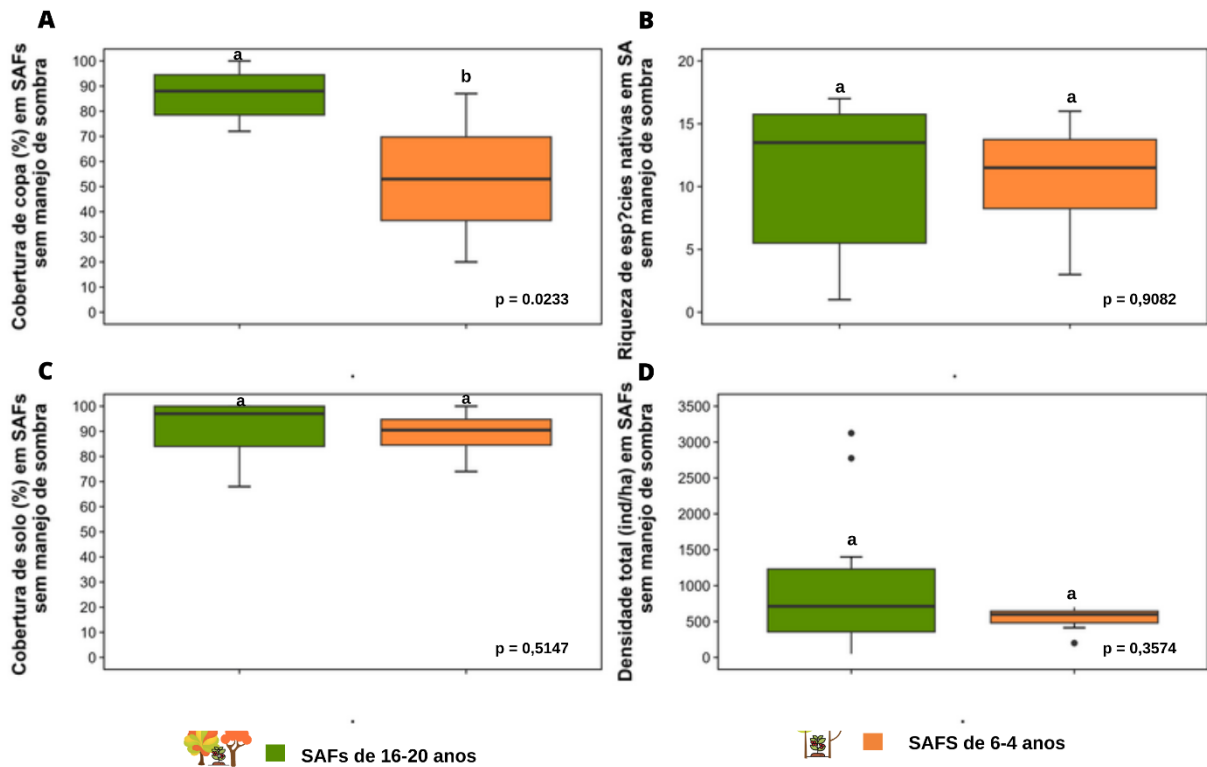 A
Cobertura de copa (%) em SAFs
sem manejo de sombra
100
90
80
70
60
50
40
30
20
10
0
a
b
p = 0.0233
B
Riqueza de esp?cies nativas em SA
sem manejo de sombra
20
15
10
5
0
a
a
p = 0,9082
C
Cobertura de solo (%) em SAFs
sem manejo de sombra
100
90
80
70
60
50
40
30
20
10
0
a
a
p = 0,5147
D
Densidade total (ind/ha) em SAFs
sem manejo de sombra
3500
3000
2500
2000
1500
1000
500
0
a
a
p = 0,3574
SAFs de 16-20 anos
SAFS de 6-4 anos